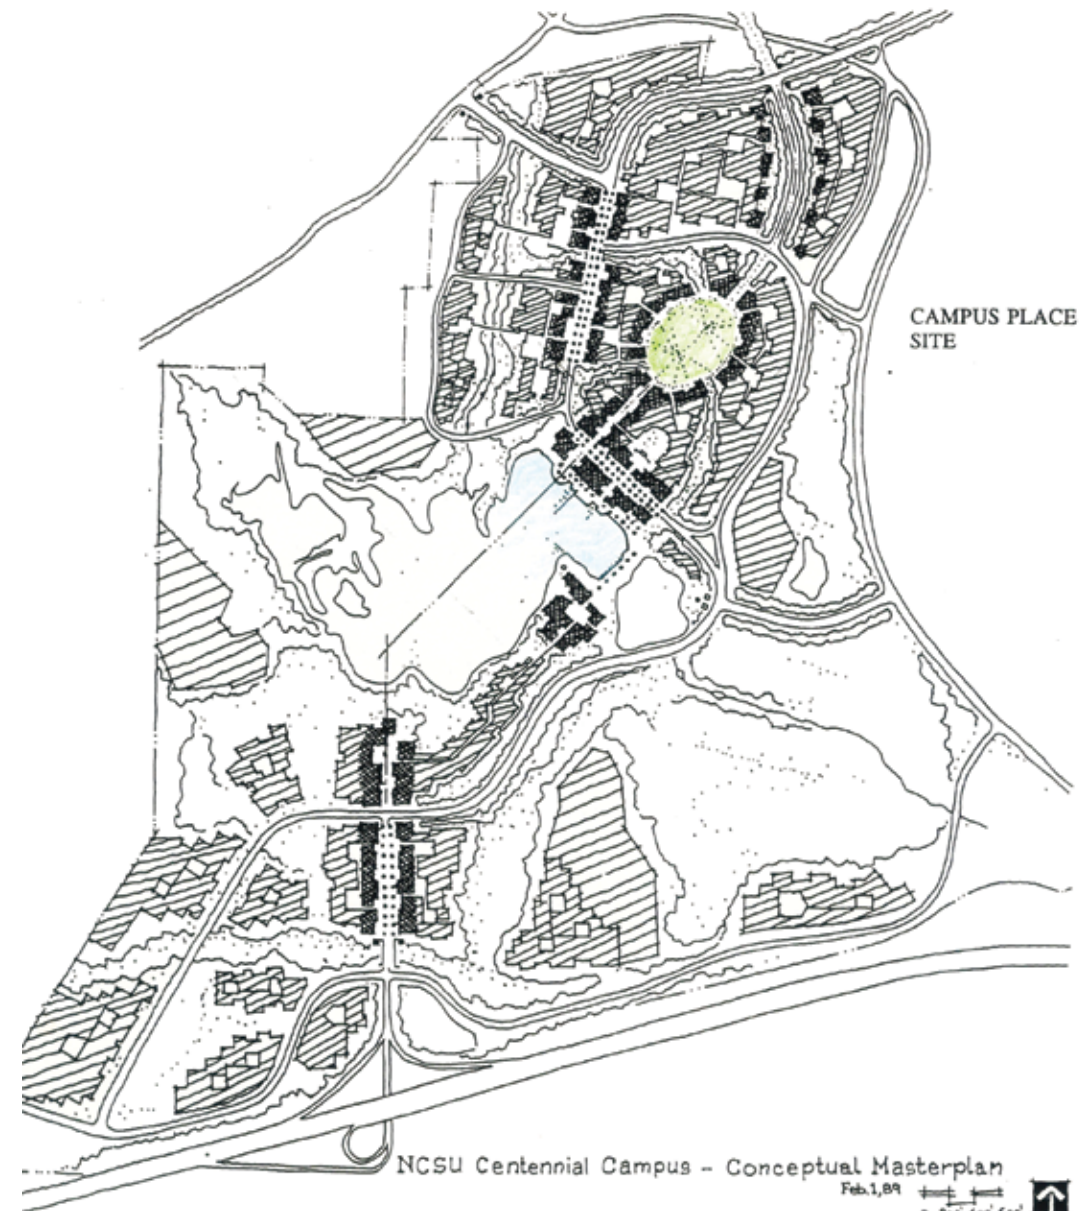 CAMPUS PLACE
SITE
NCSU Centennial Campus - Conceptual Masterplan
Feb.1,89